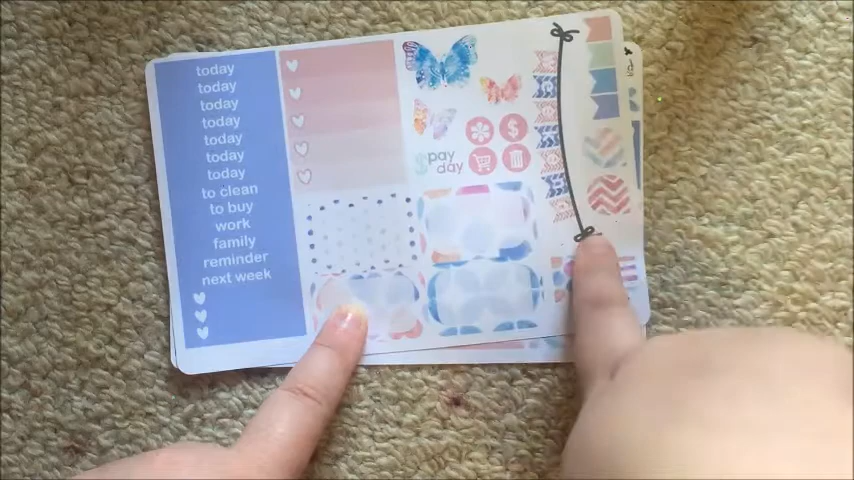 today
today
today
today
today
today
today
to clean
to buy
work
family
reminder
next week
$pay
day
$